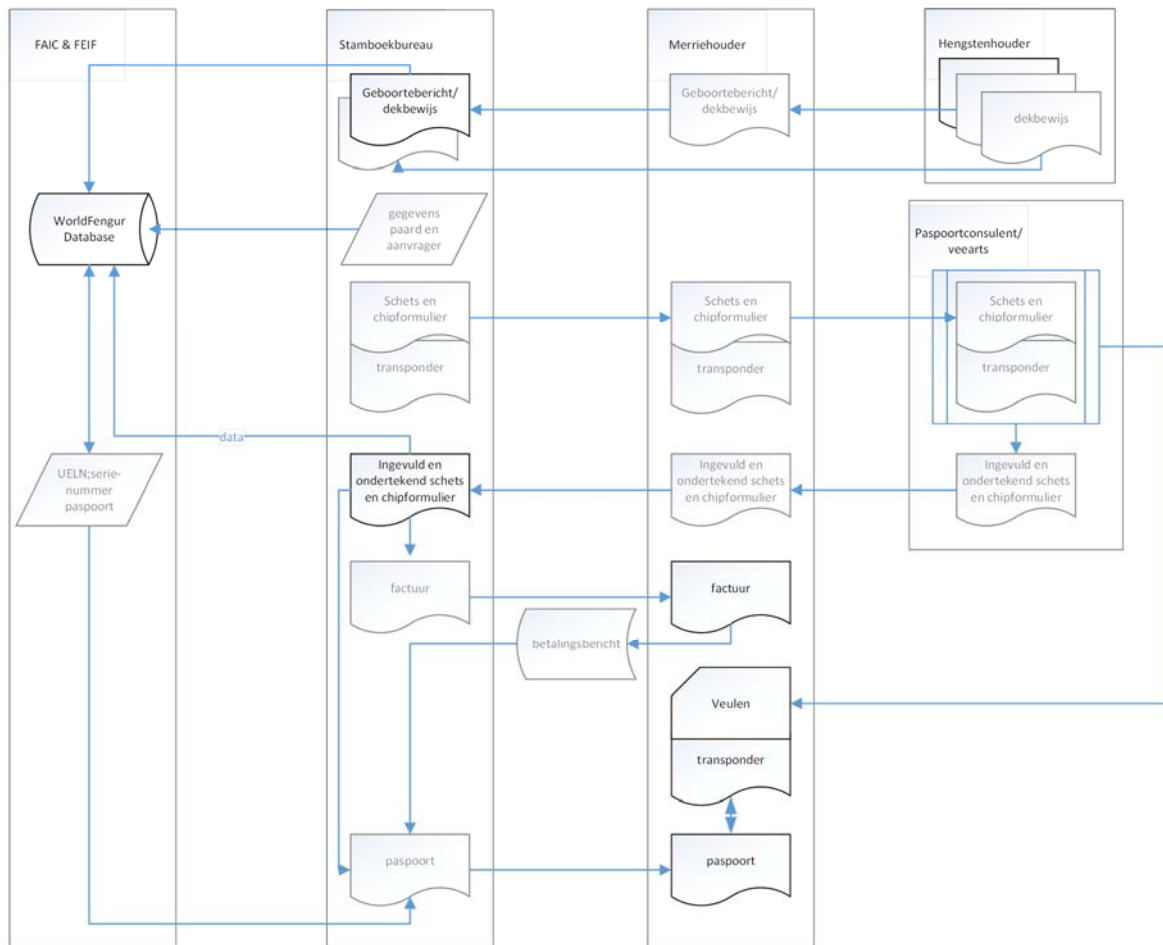 FAIC & FEIF
Stamboekbureau
Merriehouder
Hengstenhouder
Geboortebericht/
dekbewijs
Geboortebericht/
dekbewijs
dekbewijs
WorldFengur
Database
gegevens
paard en
aanvrager
Paspoortconsulent/
veearts
Schets en
chipformulier
transponder
Schets en
chipformulier
transponder
Schets en
chipformulier
transponder
data
UELN;serie-
nummer
paspoort
Ingevuld en
ondertekend schets
en chipformulier
Ingevuld en
ondertekend schets
en chipformulier
Ingevuld en
ondertekend schets
en chipformulier
factuur
factuur
betalingsbericht
Veulen
transponder
paspoort
paspoort